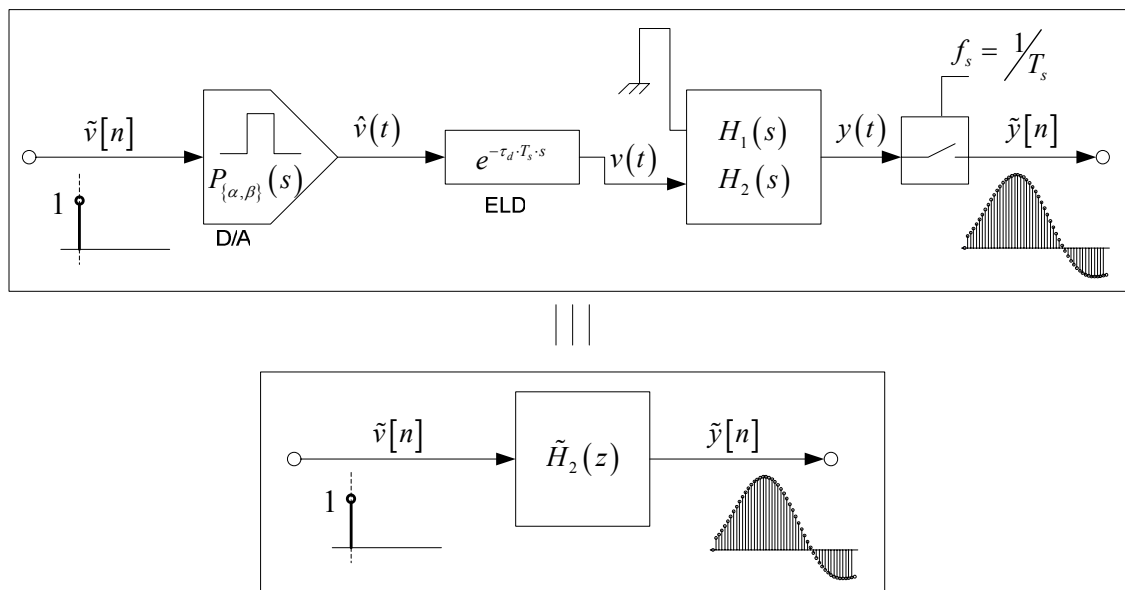 f_s = 1/T_s
ṽ[n]
P_{α,β}(s)
D/A
v̂(t)
e^{-τ_d·T_s·s}
ELD
v(t)
H_1(s)
H_2(s)
y(t)
ỹ[n]
1
ṽ[n]
H̃_2(z)
ỹ[n]
1